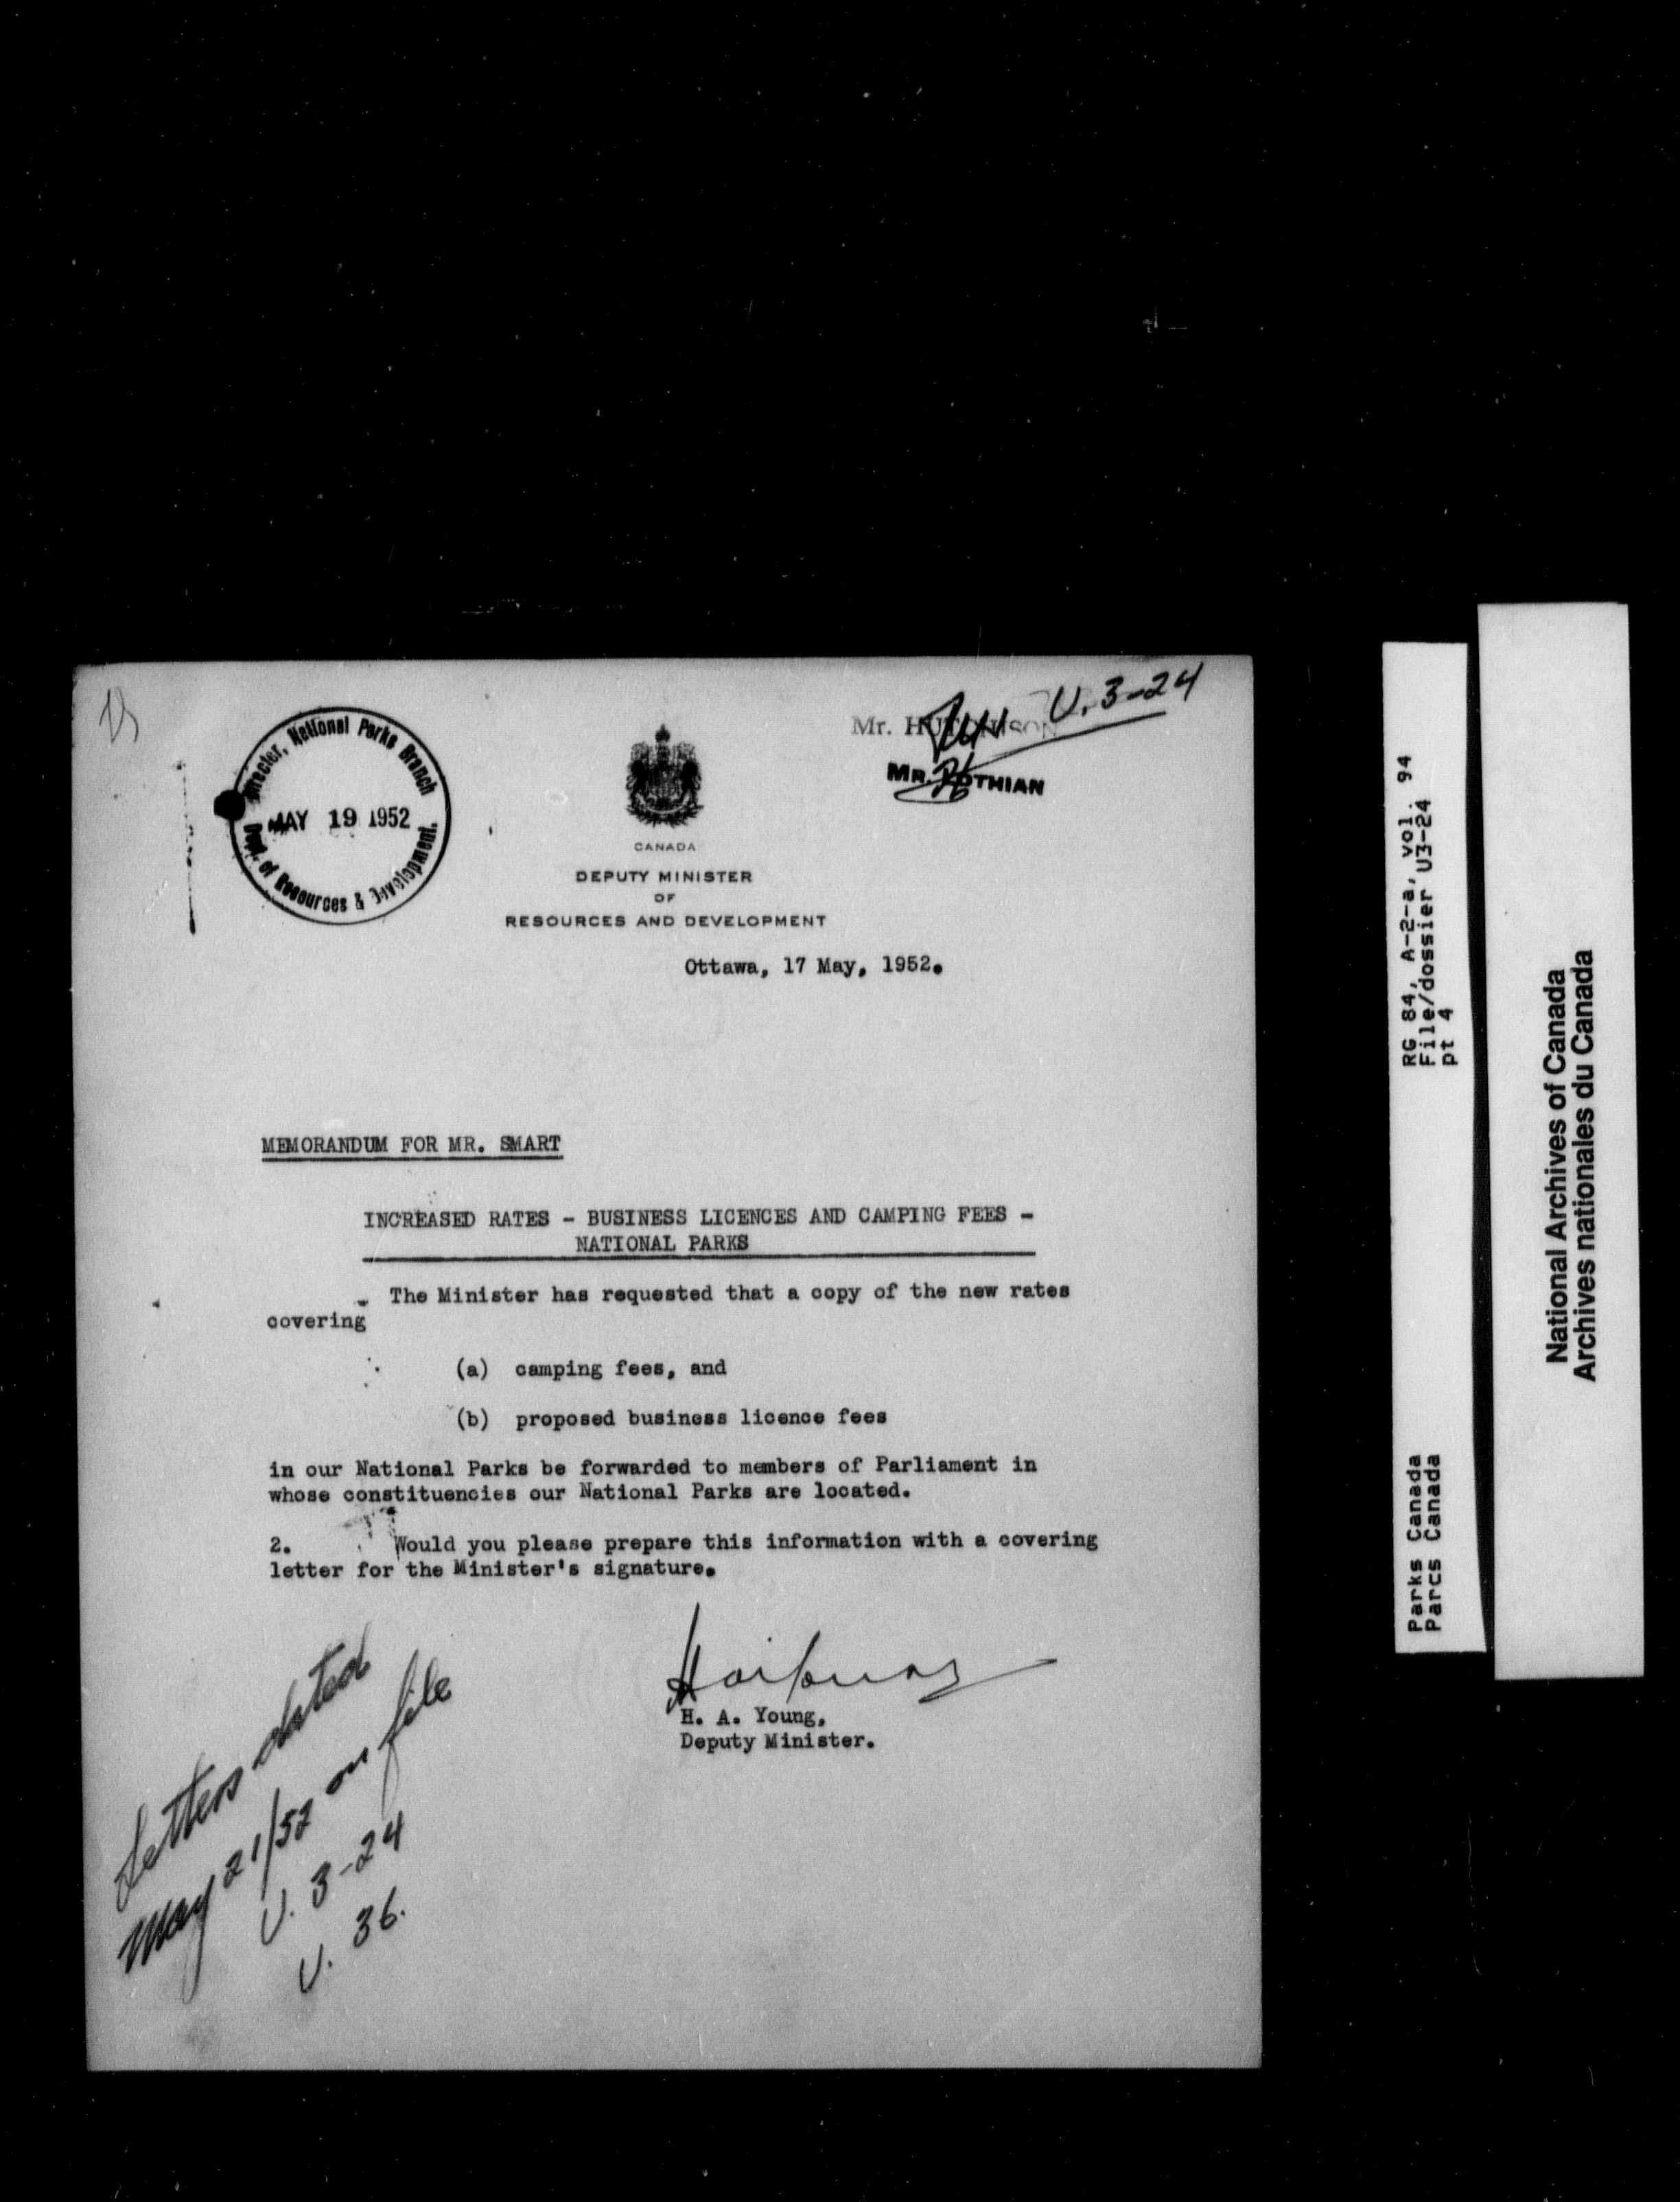 U. 3-24
Mr. HUTCHISON
MR. LOTHIAN
Director, National Parks Branch
MAY 19 1952
Dept. of Resources & Development.
CANADA
DEPUTY MINISTER
OF
RESOURCES AND DEVELOPMENT
Ottawa, 17 May, 1952.
MEMORANDUM FOR MR. SMART
INCREASED RATES - BUSINESS LICENCES AND CAMPING FEES -
NATIONAL PARKS
The Minister has requested that a copy of the new rates
covering
(a) camping fees, and
(b) proposed business licence fees
in our National Parks be forwarded to members of Parliament in
whose constituencies our National Parks are located.
2. Would you please prepare this information with a covering
letter for the Minister's signature.
H. A. Young,
Deputy Minister.
Letters dated
May 21/52 on file
U. 3-24
U. 36.
RG 84, A-2-a, vol. 94
File/dossier U3-24
pt 4
Parks Canada
Parcs Canada
National Archives of Canada
Archives nationales du Canada